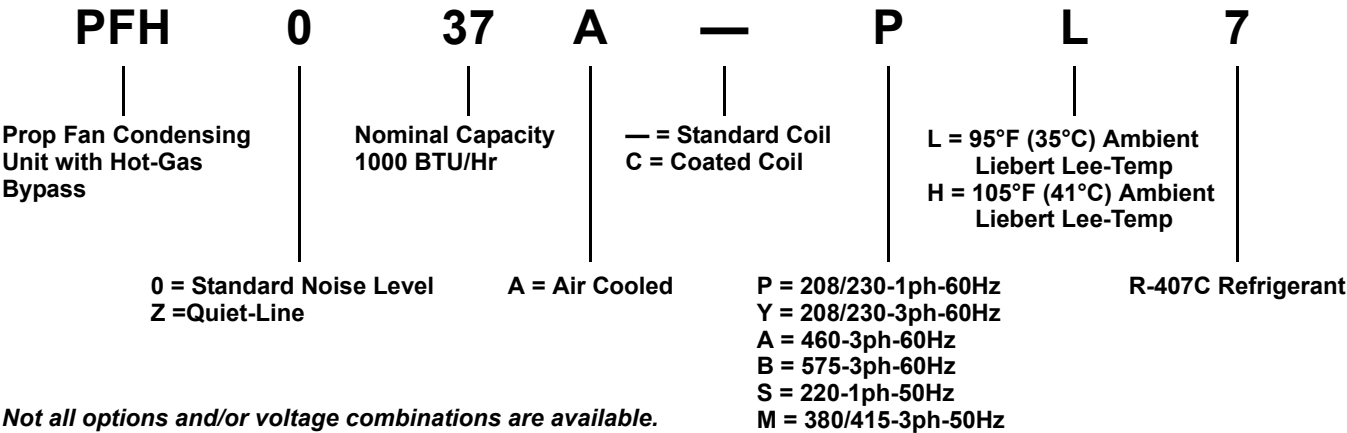 PFH 0 37 A — P L 7
Prop Fan Condensing
Unit with Hot-Gas
Bypass
Nominal Capacity
1000 BTU/Hr
— = Standard Coil
C = Coated Coil
L = 95°F (35°C) Ambient
Liebert Lee-Temp
H = 105°F (41°C) Ambient
Liebert Lee-Temp
0 = Standard Noise Level
Z =Quiet-Line
A = Air Cooled
P = 208/230-1ph-60Hz
Y = 208/230-3ph-60Hz
A = 460-3ph-60Hz
B = 575-3ph-60Hz
S = 220-1ph-50Hz
M = 380/415-3ph-50Hz
R-407C Refrigerant
Not all options and/or voltage combinations are available.